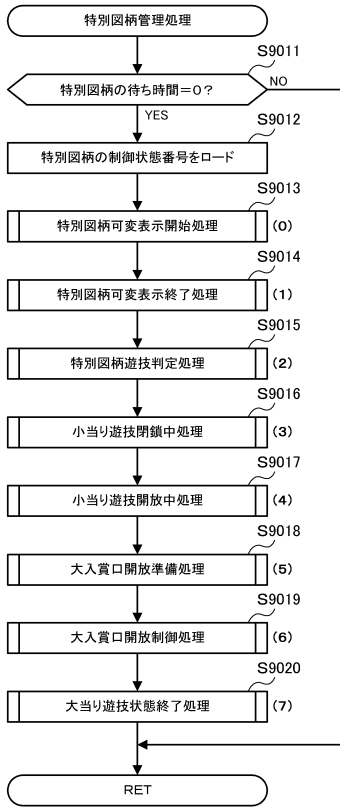 特別図柄管理処理
S9011
特別図柄の待ち時間=0?
NO
YES
S9012
特別図柄の制御状態番号をロード
S9013
特別図柄可変表示開始処理
(0)
S9014
特別図柄可変表示終了処理
(1)
S9015
特別図柄遊技判定処理
(2)
S9016
小当り遊技閉鎖中処理
(3)
S9017
小当り遊技開放中処理
(4)
S9018
大入賞口開放準備処理
(5)
S9019
大入賞口開放制御処理
(6)
S9020
大当り遊技状態終了処理
(7)
RET